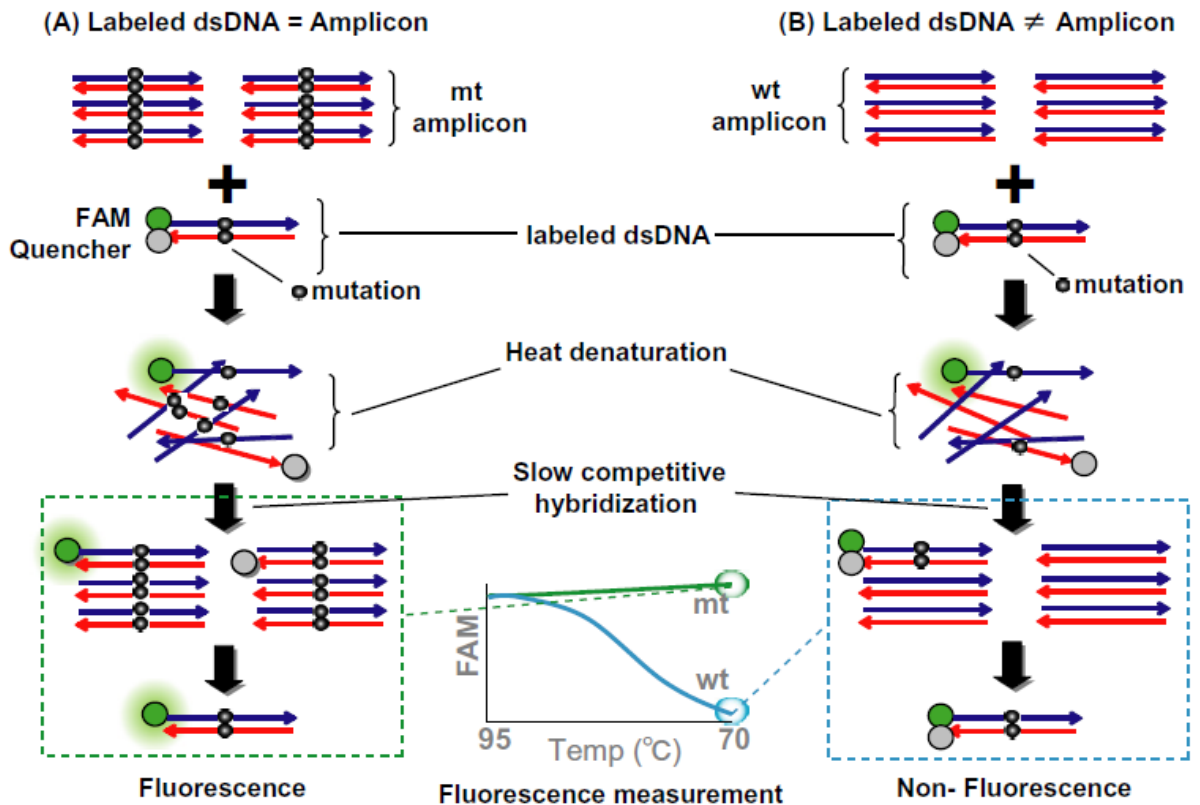 (A) Labeled dsDNA = Amplicon
(B) Labeled dsDNA ≠ Amplicon
mt
amplicon
wt
amplicon
FAM
Quencher
labeled dsDNA
mutation
mutation
Heat denaturation
Slow competitive
hybridization
FAM
mt
wt
95
Temp (°C)
70
Fluorescence
Fluorescence measurement
Non- Fluorescence